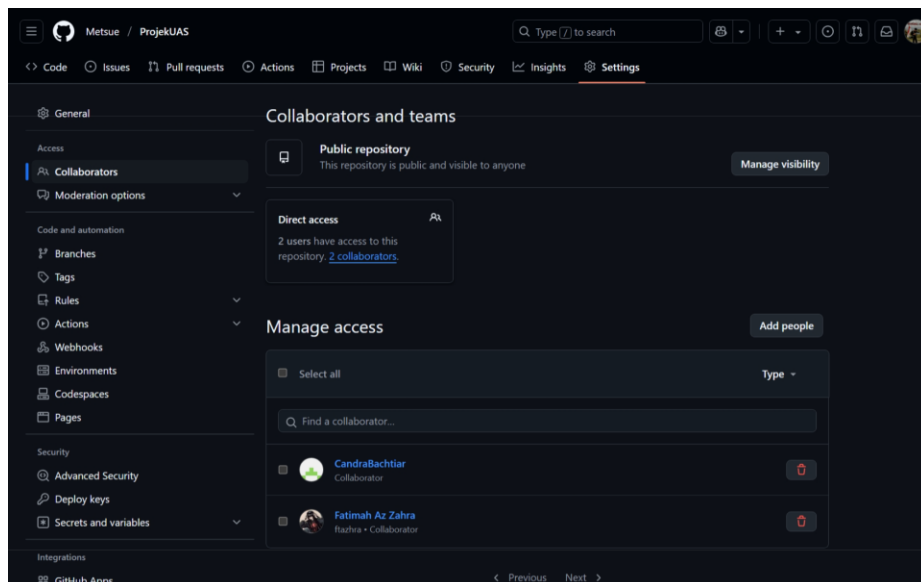 Metsue / ProjekUAS
Type / to search
Code
Issues
Pull requests
Actions
Projects
Wiki
Security
Insights
Settings
General
Access
Collaborators
Moderation options
Code and automation
Branches
Tags
Rules
Actions
Webhooks
Environments
Codespaces
Pages
Security
Advanced Security
Deploy keys
Secrets and variables
Integrations
GitHub Apps
Collaborators and teams
Public repository
This repository is public and visible to anyone
Manage visibility
Direct access
2 users have access to this
repository. 2 collaborators.
Manage access
Add people
Select all
Type
Find a collaborator...
CandraBachtiar
Collaborator
Fatimah Az Zahra
ftazhra • Collaborator
Previous Next